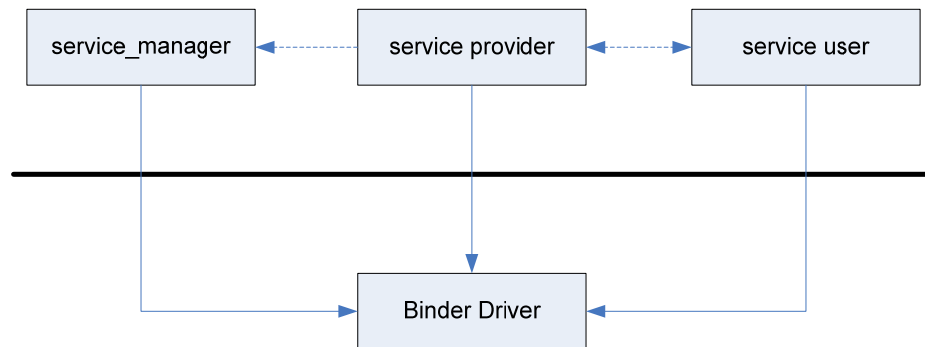 service_manager
service provider
service user
Binder Driver